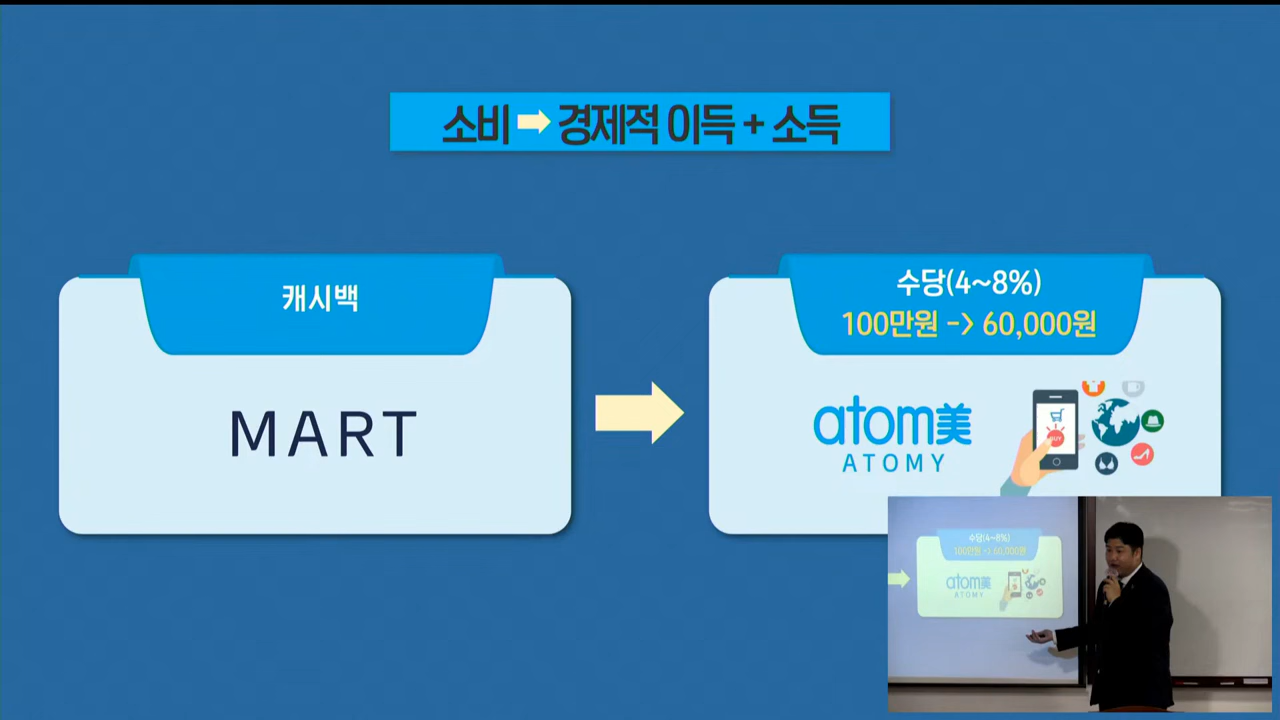 소비 ➡ 경제적 이득 + 소득
캐시백
MART
수당(4~8%)
100만원 -> 60,000원
atom美
ATOMY
BUY
수당(4~8%)
100만원 -> 60,000원
atom美
ATOMY